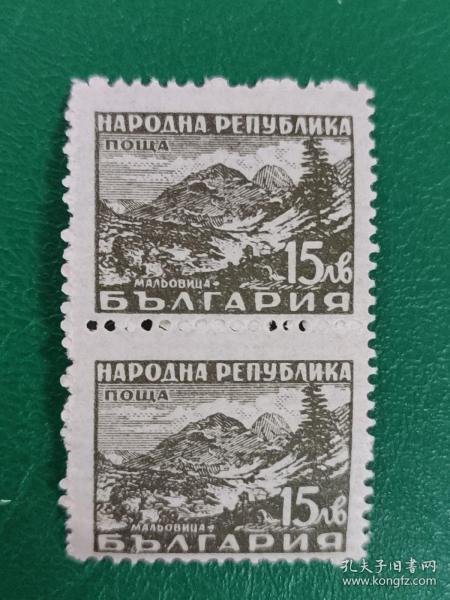 НАРОДНА РЕПУБЛИКА
ПОЩА
15лв
МАЛЬОВИЦА
БЪЛГАРИЯ
НАРОДНА РЕПУБЛИКА
ПОЩА
15лв
МАЛЬОВИЦА
БЪЛГАРИЯ
孔夫子旧书网
www.kongfz.com